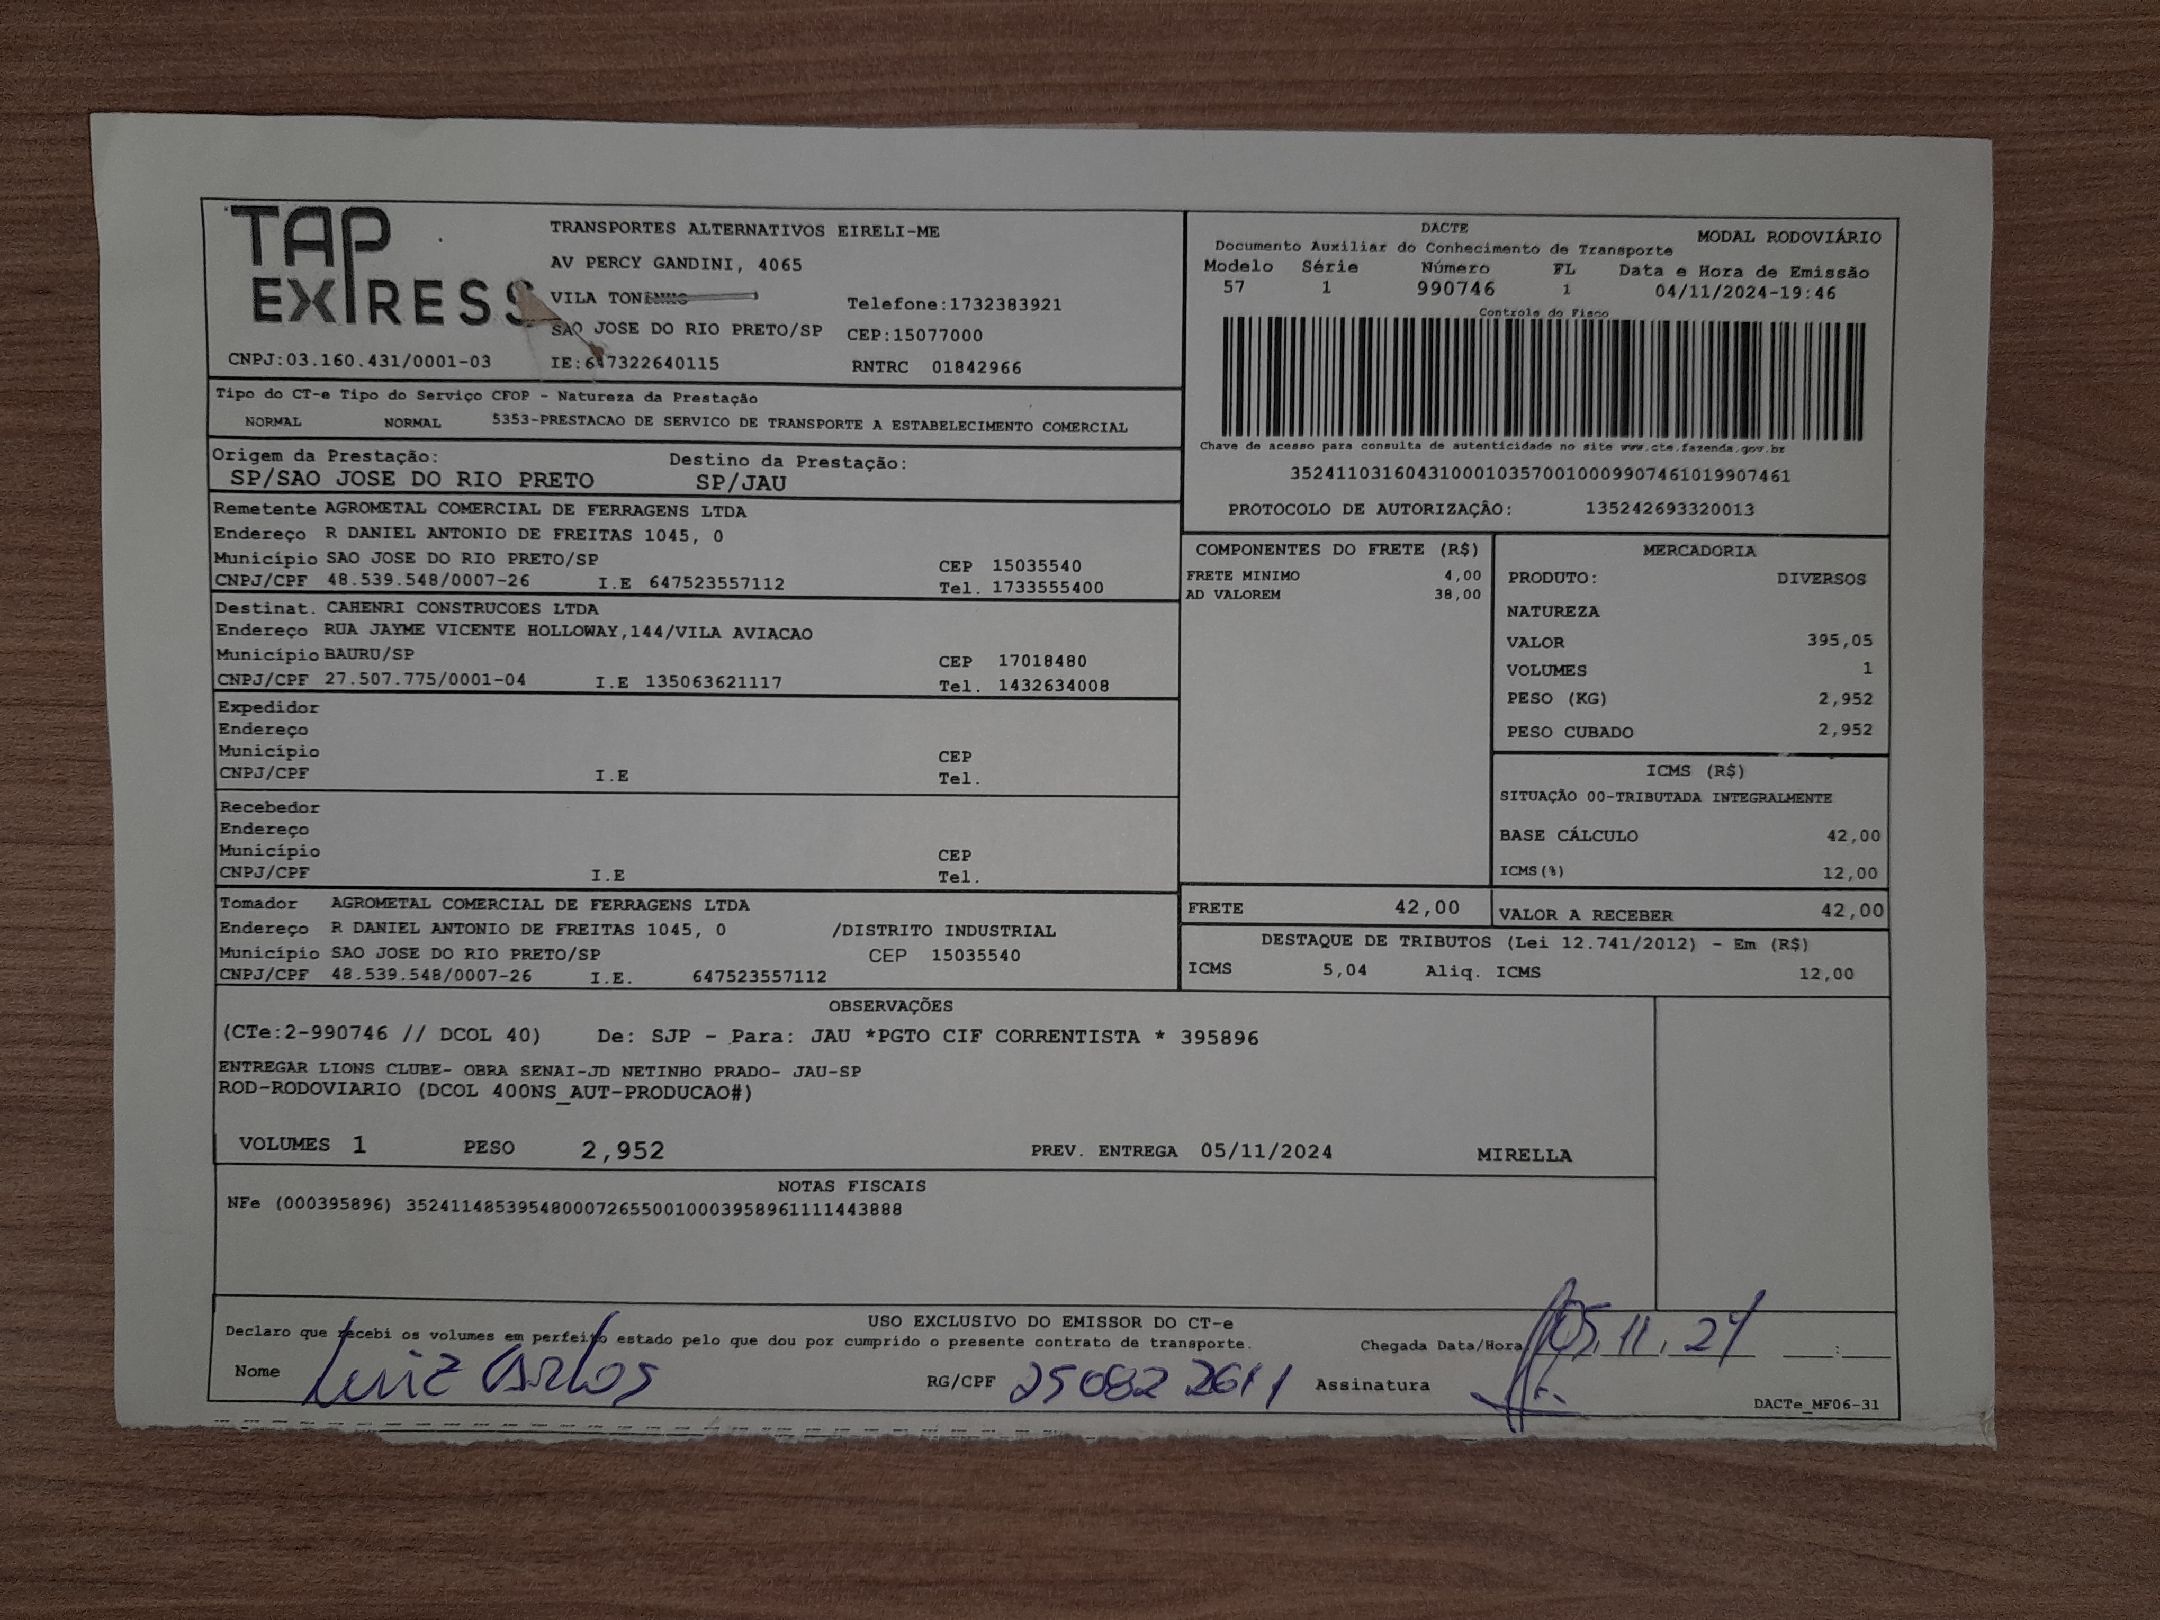 TAP EXPRESS
TRANSPORTES ALTERNATIVOS EIRELI-ME
AV PERCY GANDINI, 4065
VILA
SAO JOSE DO RIO PRETO/SP
Telefone:1732383921
CEP:15077000
CNPJ:03.160.431/0001-03 IE:647322640115 RNTRC 01842966
Tipo do CT-e Tipo do Serviço CFOP - Natureza da Prestação
NORMAL NORMAL 5353-PRESTACAO DE SERVICO DE TRANSPORTE A ESTABELECIMENTO COMERCIAL
Origem da Prestação: Destino da Prestação:
SP/SAO JOSE DO RIO PRETO SP/JAU
DACTE MODAL RODOVIÁRIO
Documento Auxiliar do Conhecimento de Transporte
Modelo Série Número FL Data e Hora de Emissão
57 1 990746 1 04/11/2024-19:46
Controle do Fisco
Chave de acesso para consulta de autenticidade no site www.cte.fazenda.gov.br
35241103160431000103570010009907461019907461
PROTOCOLO DE AUTORIZAÇÂO: 135242693320013
Remetente AGROMETAL COMERCIAL DE FERRAGENS LTDA
Endereço R DANIEL ANTONIO DE FREITAS 1045, 0
Município SAO JOSE DO RIO PRETO/SP CEP 15035540
CNPJ/CPF 48.539.548/0007-26 I.E 647523557112 Tel. 1733555400
Destinat. CAHENRI CONSTRUCOES LTDA
Endereço RUA JAYME VICENTE HOLLOWAY,144/VILA AVIACAO
Município BAURU/SP CEP 17018480
CNPJ/CPF 27.507.775/0001-04 I.E 135063621117 Tel. 1432634008
Expedidor
Endereço
Município CEP
CNPJ/CPF I.E Tel.
Recebedor
Endereço
Município CEP
CNPJ/CPF I.E Tel.
Tomador AGROMETAL COMERCIAL DE FERRAGENS LTDA
Endereço R DANIEL ANTONIO DE FREITAS 1045, 0 /DISTRITO INDUSTRIAL
Município SAO JOSE DO RIO PRETO/SP CEP 15035540
CNPJ/CPF 48.539.548/0007-26 I.E. 647523557112
COMPONENTES DO FRETE (R$)
FRETE MINIMO 4,00
AD VALOREM 38,00
MERCADORIA
PRODUTO: DIVERSOS
NATUREZA
VALOR 395,05
VOLUMES 1
PESO (KG) 2,952
PESO CUBADO 2,952
ICMS (R$)
SITUAÇÃO 00-TRIBUTADA INTEGRALMENTE
BASE CÁLCULO 42,00
ICMS(%) 12,00
FRETE 42,00 VALOR A RECEBER 42,00
DESTAQUE DE TRIBUTOS (Lei 12.741/2012) - Em (R$)
ICMS 5,04 Aliq. ICMS 12,00
OBSERVAÇÕES
(CTe:2-990746 // DCOL 40) De: SJP - Para: JAU *PGTO CIF CORRENTISTA * 395896
ENTREGAR LIONS CLUBE- OBRA SENAI-JD NETINHO PRADO- JAU-SP
ROD-RODOVIARIO (DCOL 400NS_AUT-PRODUCAO#)
VOLUMES 1 PESO 2,952 PREV. ENTREGA 05/11/2024 MIRELLA
NOTAS FISCAIS
NFe (000395896) 35241148539548000726550010003958961111443888
USO EXCLUSIVO DO EMISSOR DO CT-e
Declaro que recebi os volumes em perfeito estado pelo que dou por cumprido o presente contrato de transporte.
Chegada Data/Hora 05.11.24 :
Nome Luiz Carlos RG/CPF 25082 2611 Assinatura
DACTe_MF06-31